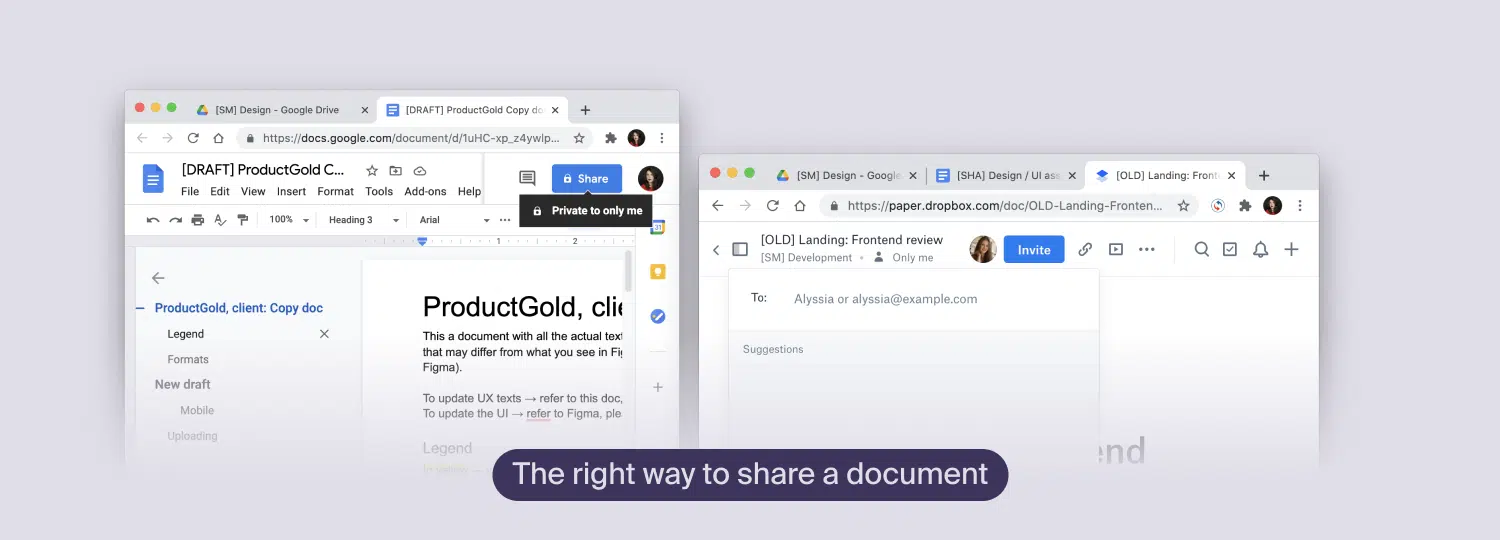 [SM] Design - Google Drive
[DRAFT] ProductGold Copy do
https://docs.google.com/document/d/1uHC-xp_z4ywlp...
[DRAFT] ProductGold C...
File Edit View Insert Format Tools Add-ons Help
Share
Private to only me
100% Heading 3 Arial
1 2
31
ProductGold, client: Copy doc
Legend
Formats
New draft
Mobile
Uploading
ProductGold, clie
This a document with all the actual text
that may differ from what you see in Fig
Figma).
To update UX texts → refer to this doc,
To update the UI → refer to Figma, ple
Legend
[SM] Design - Google
[SHA] Design / UI ass
[OLD] Landing: Front
https://paper.dropbox.com/doc/OLD-Landing-Fronten...
[OLD] Landing: Frontend review
[SM] Development • Only me
Invite
To: Alyssia or alyssia@example.com
Suggestions
end
The right way to share a document